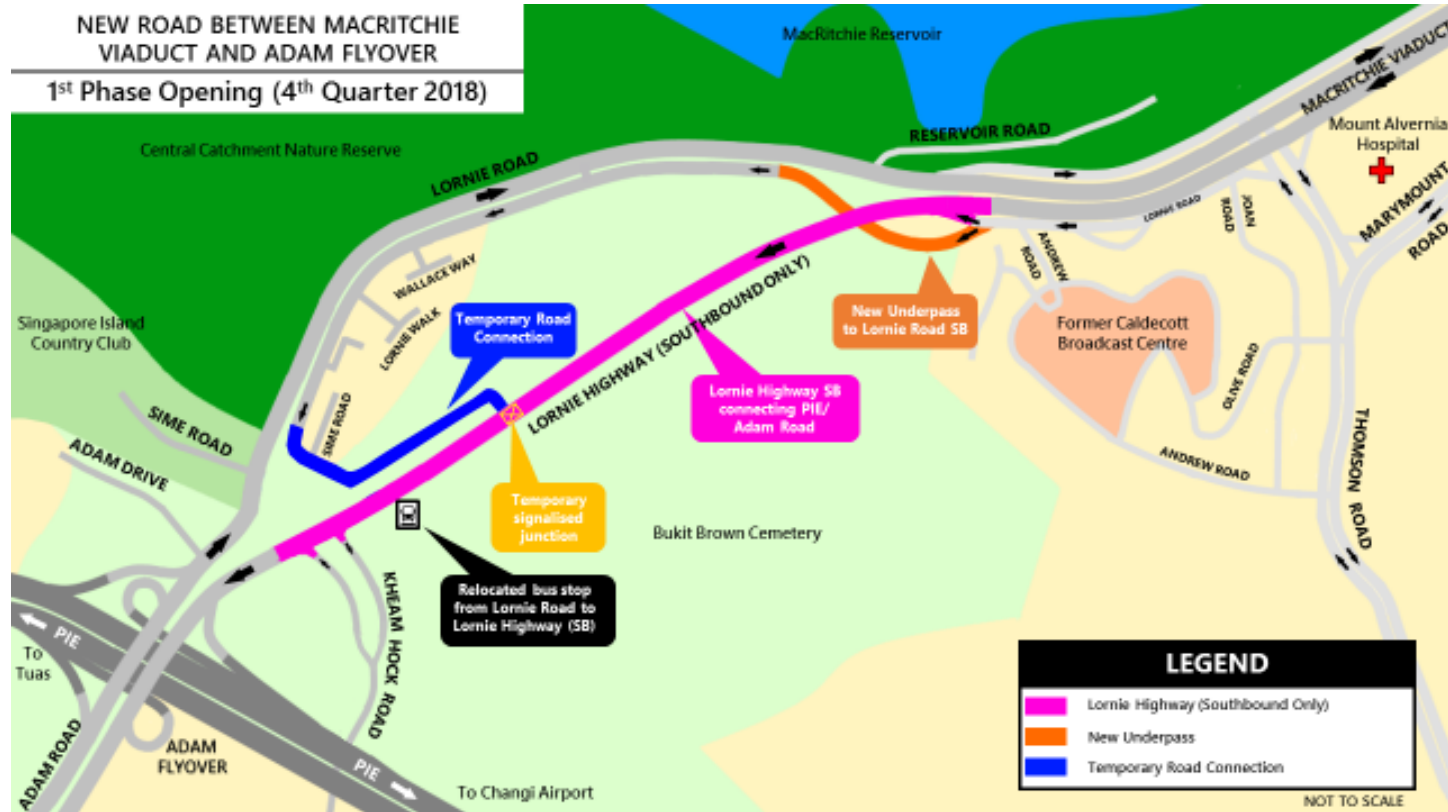 NEW ROAD BETWEEN MACRITCHIE
VIADUCT AND ADAM FLYOVER
1st Phase Opening (4th Quarter 2018)
MacRitchie Reservoir
MACRITCHIE VIADUCT
RESERVOIR ROAD
Mount Alvernia
Hospital
Central Catchment Nature Reserve
LORNIE ROAD
LORNIE ROAD
JOAN
ROAD
MARYMOUNT
ROAD
ANDREW
ROAD
WALLACE WAY
LORNIE WALK
Singapore Island
Country Club
Temporary Road
Connection
New Underpass
to Lornie Road SB
Former Caldecott
Broadcast Centre
LORNIE HIGHWAY (SOUTHBOUND ONLY)
OLIVE ROAD
Lornie Highway SB
connecting PIE/
Adam Road
SIME ROAD
SIME ROAD
ADAM DRIVE
ANDREW ROAD
THOMSON ROAD
Temporary
signalised
junction
Bukit Brown Cemetery
Relocated bus stop
from Lornie Road to
Lornie Highway (SB)
KHEAM HOCK ROAD
PIE
To
Tuas
ADAM ROAD
ADAM
FLYOVER
PIE
To Changi Airport
LEGEND
Lornie Highway (Southbound Only)
New Underpass
Temporary Road Connection
NOT TO SCALE